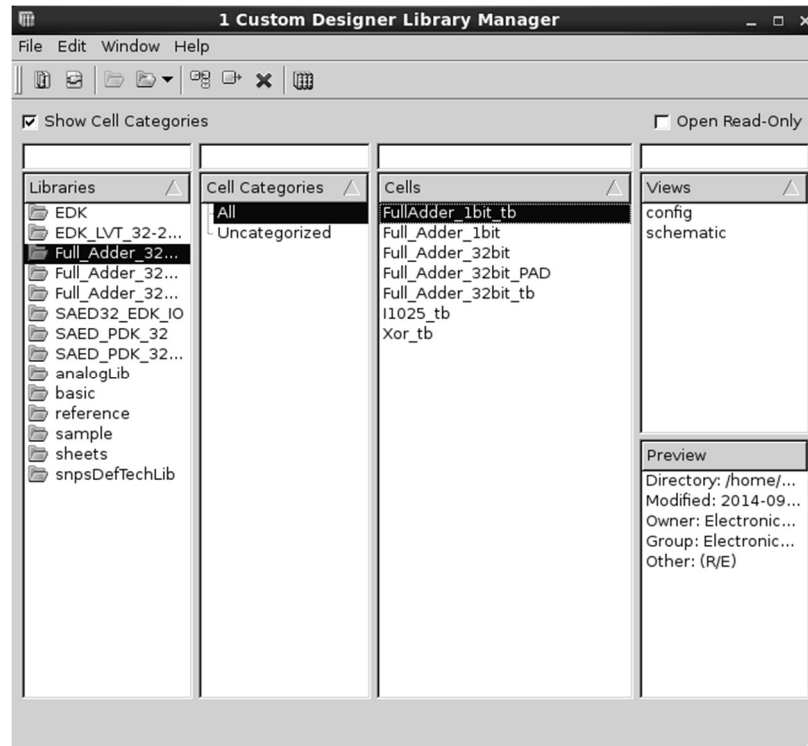 1 Custom Designer Library Manager
File Edit Window Help
Show Cell Categories
Open Read-Only
Libraries
EDK
EDK_LVT_32-2...
Full_Adder_32...
Full_Adder_32...
Full_Adder_32...
SAED32_EDK_IO
SAED_PDK_32
SAED_PDK_32...
analogLib
basic
reference
sample
sheets
snpsDefTechLib
Cell Categories
All
Uncategorized
Cells
FullAdder_1bit_tb
Full_Adder_1bit
Full_Adder_32bit
Full_Adder_32bit_PAD
Full_Adder_32bit_tb
I1025_tb
Xor_tb
Views
config
schematic
Preview
Directory: /home/...
Modified: 2014-09...
Owner: Electronic...
Group: Electronic...
Other: (R/E)